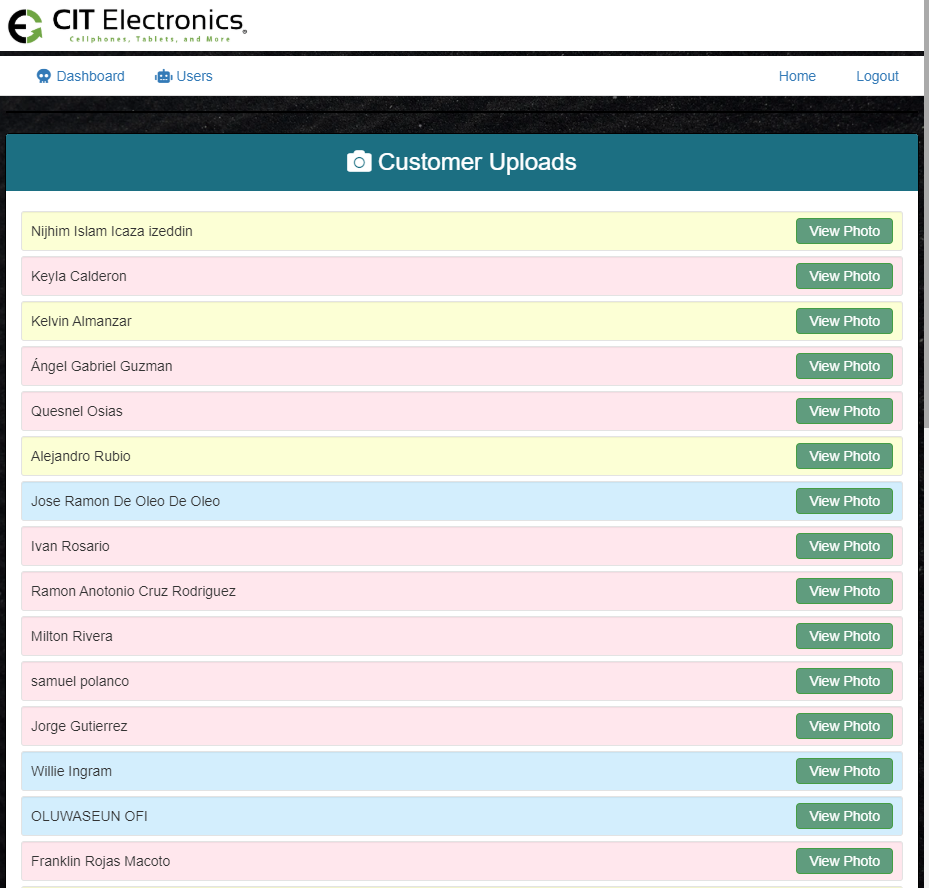 CIT Electronics®
Cellphones, Tablets, and More
Dashboard Users Home Logout
Customer Uploads
Nijhim Islam Icaza izeddin View Photo
Keyla Calderon View Photo
Kelvin Almanzar View Photo
Ángel Gabriel Guzman View Photo
Quesnel Osias View Photo
Alejandro Rubio View Photo
Jose Ramon De Oleo De Oleo View Photo
Ivan Rosario View Photo
Ramon Anotonio Cruz Rodriguez View Photo
Milton Rivera View Photo
samuel polanco View Photo
Jorge Gutierrez View Photo
Willie Ingram View Photo
OLUWASEUN OFI View Photo
Franklin Rojas Macoto View Photo